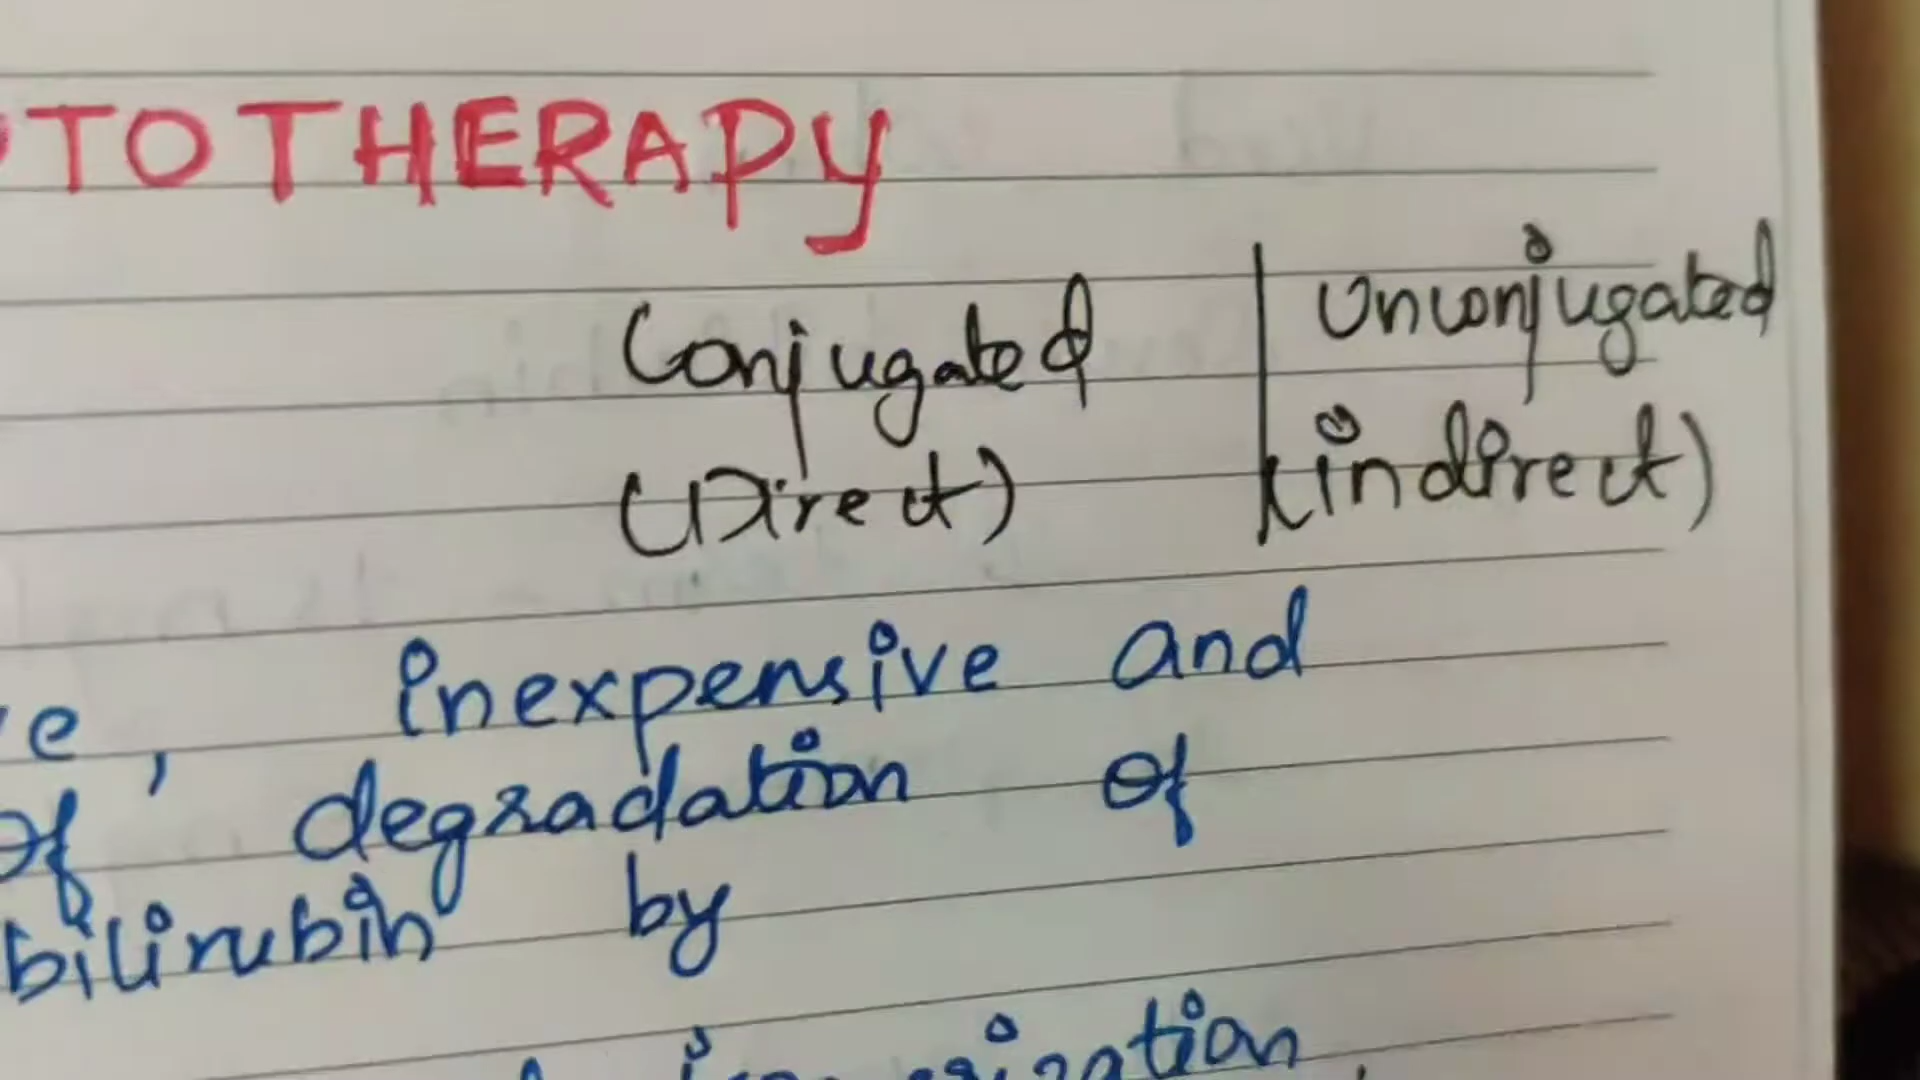 TOTHERAPY
Conjugated | Unconjugated
(Direct) (indirect)
e, inexpensive and
of degradation of
bilirubin by